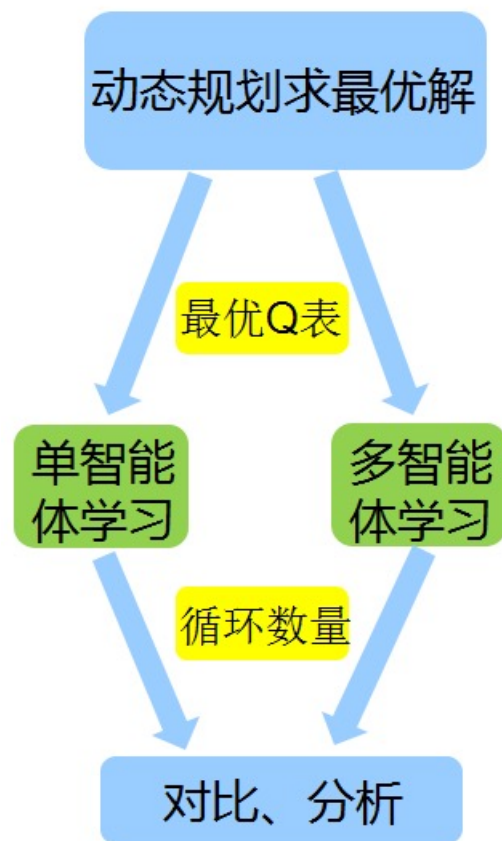 动态规划求最优解
最优Q表
单智能
体学习
多智能
体学习
循环数量
对比、分析